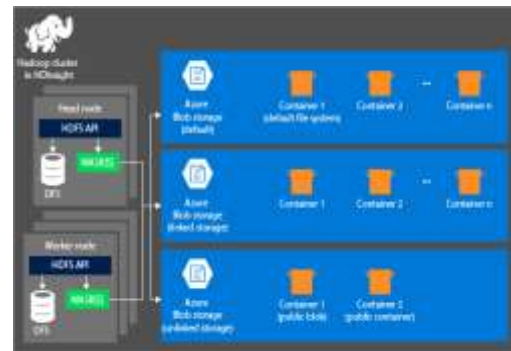 Hadoop cluster
in HDInsight
Head node
HDFS API
DFS
WASB[S]
Worker node
HDFS API
DFS
WASB[S]
Azure
Blob storage
(default)
Container 1
(default file system)
Container 2
...
Container n
Azure
Blob storage
(linked storage)
Container 1
Container 2
...
Container n
Azure
Blob storage
(unlinked storage)
Container 1
(public blob)
Container 2
(public container)